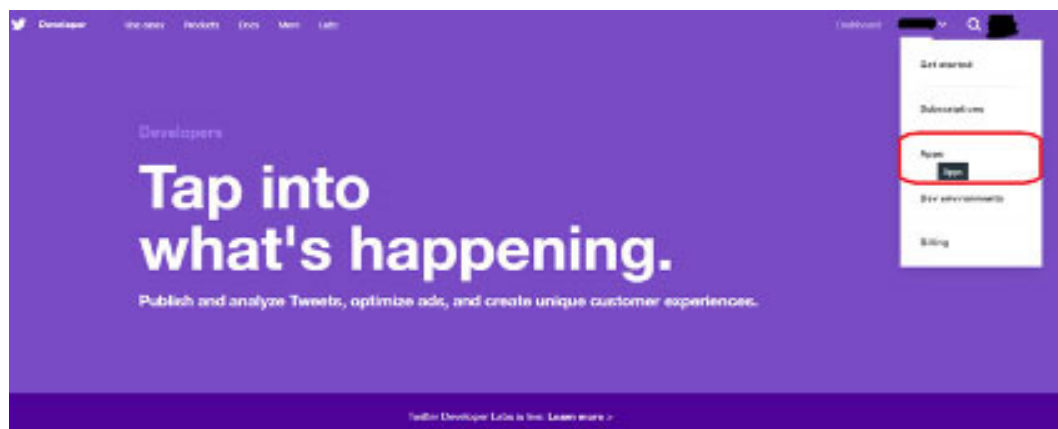 Developer Use cases Products Docs More Labs Dashboard
Get started
Subscriptions
Apps
Apps
Dev environments
Billing
Developers
Tap into
what's happening.
Publish and analyze Tweets, optimize ads, and create unique customer experiences.
Twitter Developer Labs is live. Learn more >